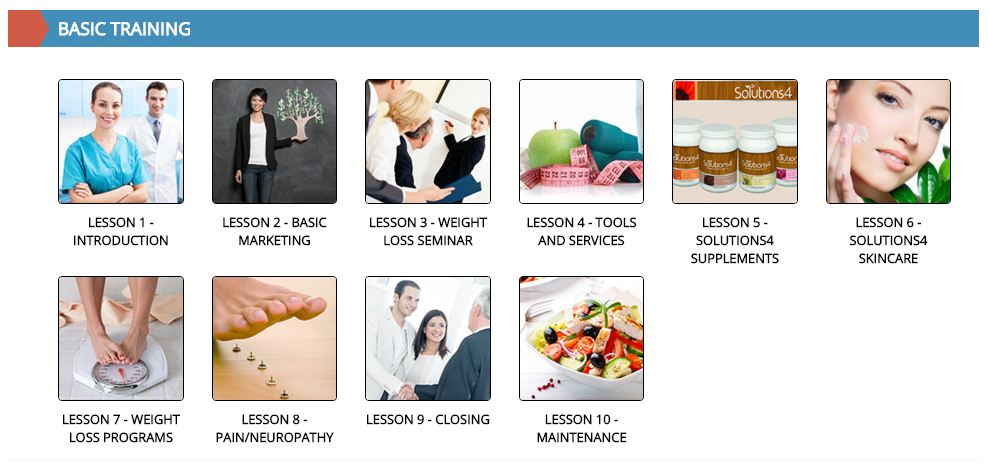 BASIC TRAINING
Solutions4
Solutions4
Solutions4
LESSON 1 -
INTRODUCTION
LESSON 2 - BASIC
MARKETING
LESSON 3 - WEIGHT
LOSS SEMINAR
LESSON 4 - TOOLS
AND SERVICES
LESSON 5 -
SOLUTIONS4
SUPPLEMENTS
LESSON 6 -
SOLUTIONS4
SKINCARE
LESSON 7 - WEIGHT
LOSS PROGRAMS
LESSON 8 -
PAIN/NEUROPATHY
LESSON 9 - CLOSING
LESSON 10 -
MAINTENANCE